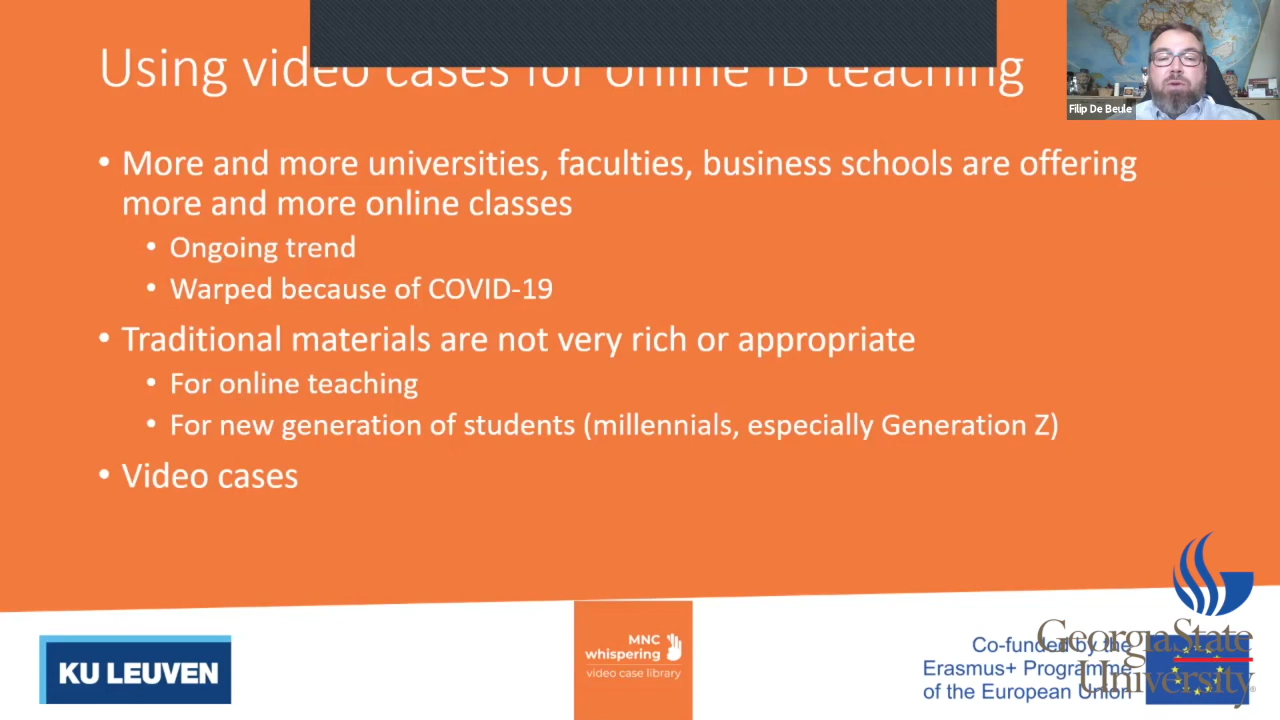 Using video cases for online IB teaching
Filip De Beule
• More and more universities, faculties, business schools are offering
more and more online classes
• Ongoing trend
• Warped because of COVID-19
• Traditional materials are not very rich or appropriate
• For online teaching
• For new generation of students (millennials, especially Generation Z)
• Video cases
KU LEUVEN
MNC
whispering
video case library
Co-funded by the
Erasmus+ Programme
of the European Union
GeorgiaState
University